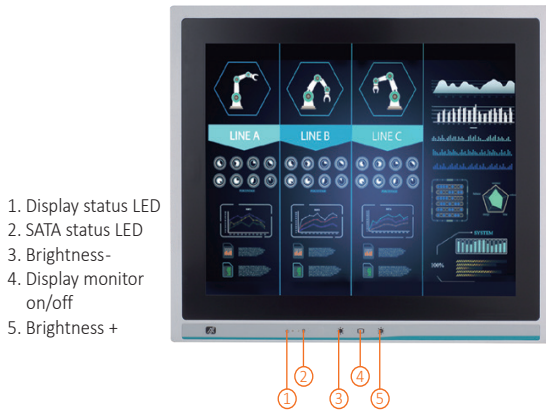 1. Display status LED
2. SATA status LED
3. Brightness-
4. Display monitor
on/off
5. Brightness +
LINE A
LINE B
LINE C
SYSTEM
100%
1
2
3
4
5